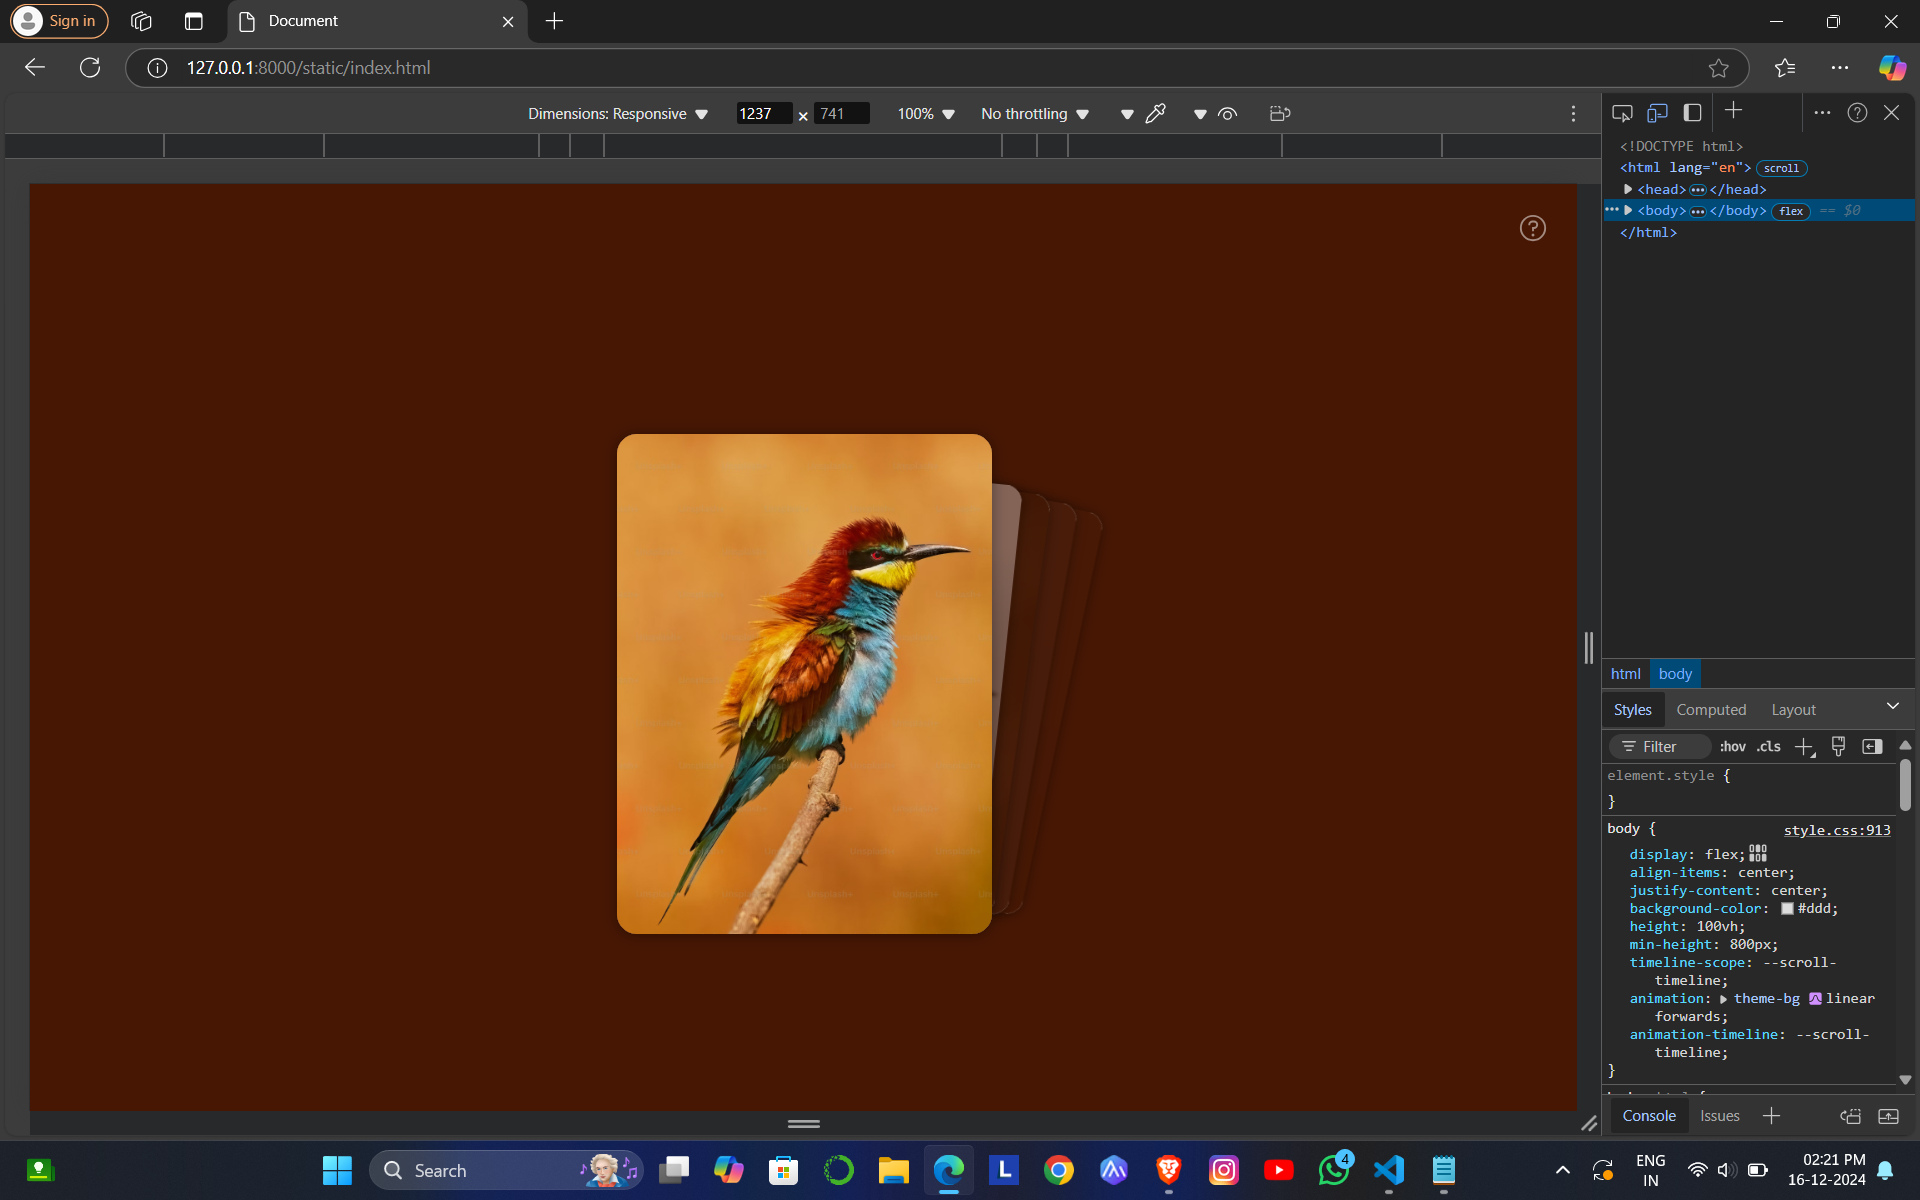 Sign in
Document
127.0.0.1:8000/static/index.html
Dimensions: Responsive 1237 × 741 100% No throttling
<!DOCTYPE html>
<html lang="en"> scroll
<head> ••• </head>
••• <body> ••• </body> flex == $0
</html>
?
html body
Styles Computed Layout
Filter :hov .cls
element.style {
}
body { style.css:913
display: flex;
align-items: center;
justify-content: center;
background-color: #ddd;
height: 100vh;
min-height: 800px;
timeline-scope: --scroll-
timeline;
animation: theme-bg linear
forwards;
animation-timeline: --scroll-
timeline;
}
Console Issues
Search
L
4
ENG
IN
02:21 PM
16-12-2024